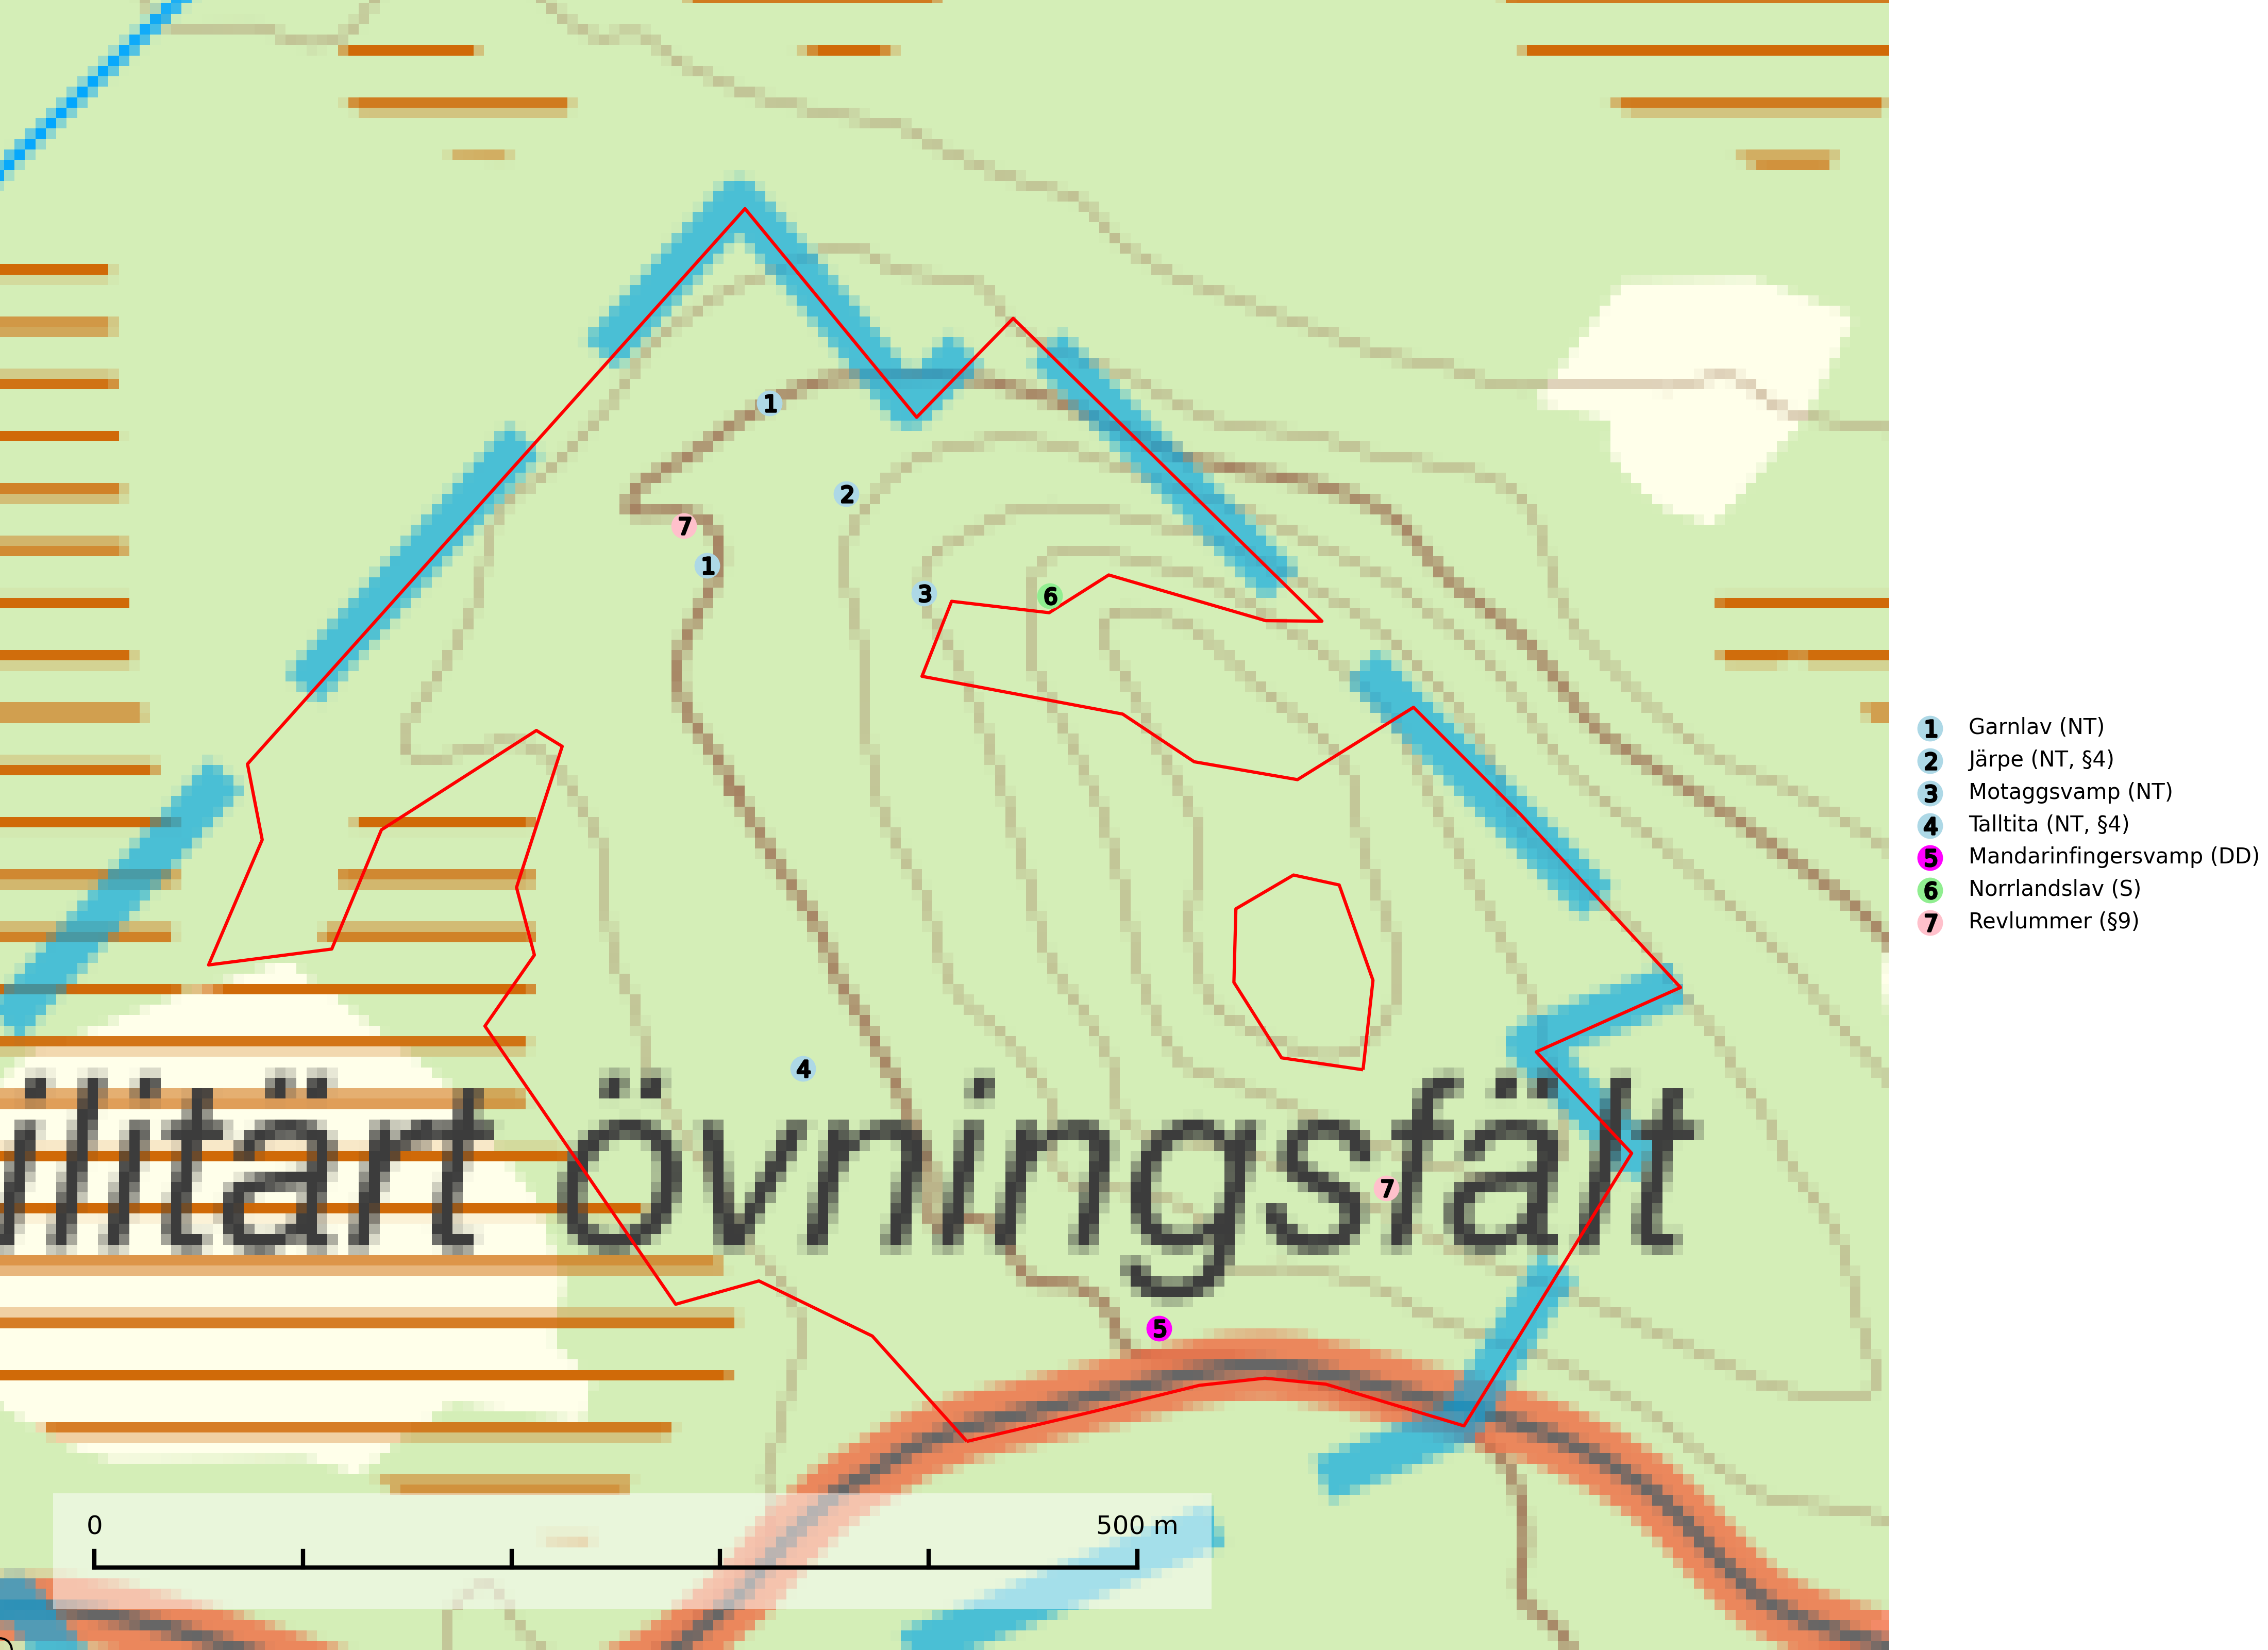 1
2
7
1
3
6
4
ilitärt övningsfält
7
5
0 500 m
1 Garnlav (NT)
2 Järpe (NT, §4)
3 Motaggsvamp (NT)
4 Talltita (NT, §4)
5 Mandarinfingersvamp (DD)
6 Norrlandslav (S)
7 Revlummer (§9)